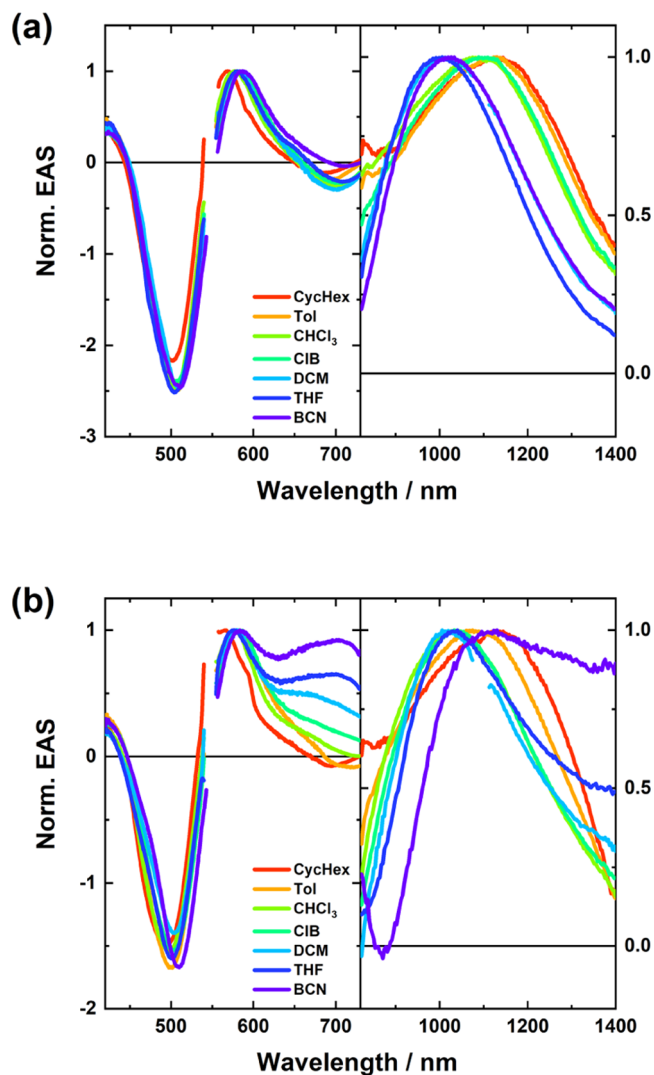 (a)
1
0
-1
-2
-3
Norm. EAS
CycHex
Tol
CHCl₃
ClB
DCM
THF
BCN
1.0
0.5
0.0
500 600 700 1000 1200 1400
Wavelength / nm
(b)
1
0
-1
-2
Norm. EAS
CycHex
Tol
CHCl₃
ClB
DCM
THF
BCN
1.0
0.5
0.0
500 600 700 1000 1200 1400
Wavelength / nm